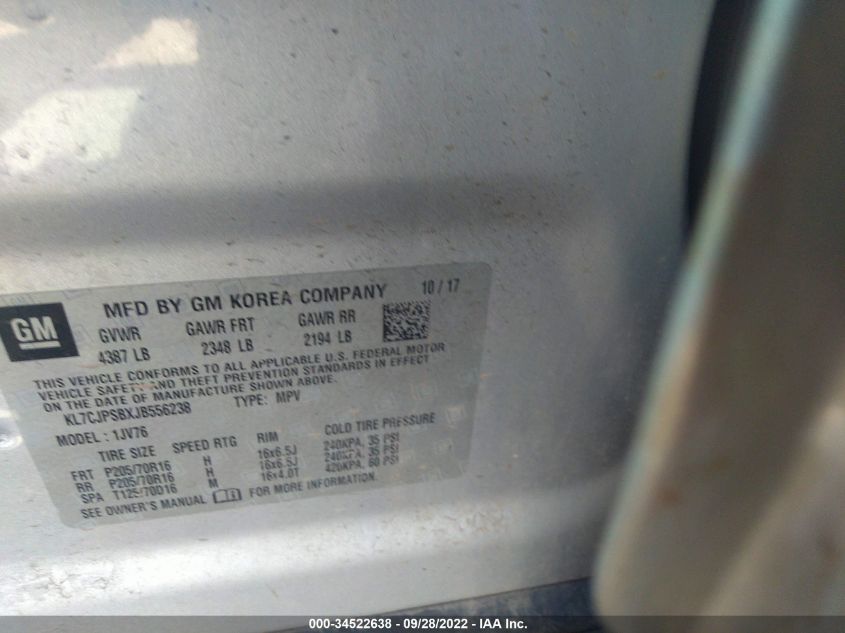 GM
MFD BY GM KOREA COMPANY 10/17
GVWR GAWR FRT GAWR RR
4387 LB 2348 LB 2194 LB
THIS VEHICLE CONFORMS TO ALL APPLICABLE U.S. FEDERAL MOTOR
VEHICLE SAFETY AND THEFT PREVENTION STANDARDS IN EFFECT
ON THE DATE OF MANUFACTURE SHOWN ABOVE.
KL7CJPSBXJB556238 TYPE: MPV
MODEL: 1JV76
TIRE SIZE SPEED RTG RIM COLD TIRE PRESSURE
FRT P205/70R16 H 16x6.5J 240KPA, 35 PSI
RR P205/70R16 H 16x6.5J 240KPA, 35 PSI
SPA T125/70D16 M 16x4.0T 420KPA, 60 PSI
SEE OWNER'S MANUAL FOR MORE INFORMATION.
000-34522638 - 09/28/2022 - IAA Inc.